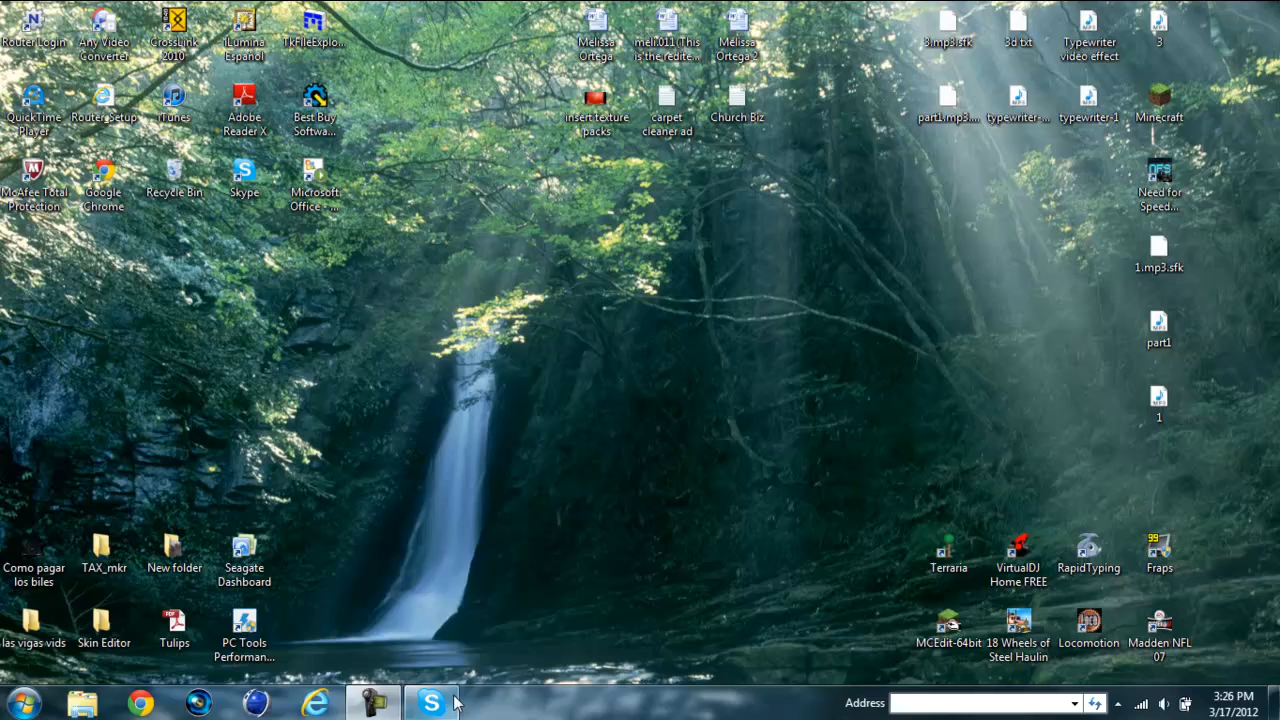 Router Login
Any Video
Converter
CrossLink
2010
iLumina
Espanol
TkFileExplo...
Melissa
Ortega
meli.011 (This
is the redite...
Melissa
Ortega 2
3.mp3.sfk
3d txt
Typewriter
video effect
3
QuickTime
Player
Router_Setup
iTunes
Adobe
Reader X
Best Buy
Softwa...
insert texture
packs
carpet
cleaner ad
Church Biz
part1.mp3...
typewriter-...
typewriter-1
Minecraft
McAfee Total
Protection
Google
Chrome
Recycle Bin
Skype
Microsoft
Office - ...
Need for
Speed...
1.mp3.sfk
part1
1
Como pagar
los biles
TAX_mkr
New folder
Seagate
Dashboard
Terraria
VirtualDJ
Home FREE
RapidTyping
99
Fraps
las vigas vids
Skin Editor
Tulips
PC Tools
Performan...
MCEdit-64bit
18 Wheels of
Steel Haulin
Locomotion
Madden NFL
07
Address
3:26 PM
3/17/2012